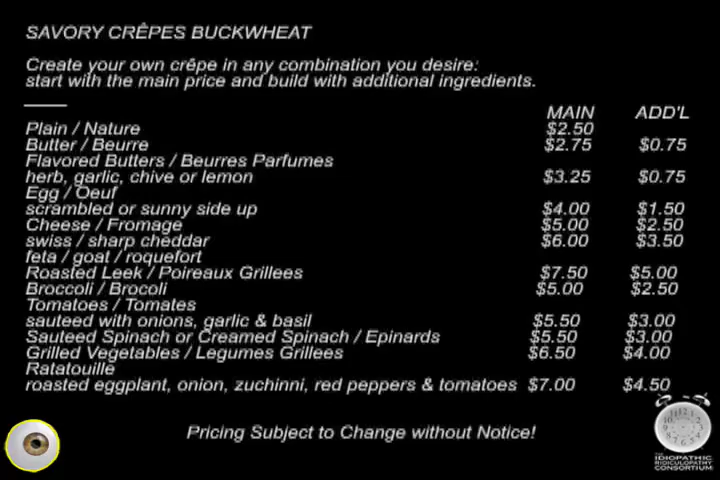 SAVORY CRÊPES BUCKWHEAT
Create your own crêpe in any combination you desire:
start with the main price and build with additional ingredients.
MAIN ADD'L
Plain / Nature $2.50
Butter / Beurre $2.75 $0.75
Flavored Butters / Beurres Parfumes
herb, garlic, chive or lemon $3.25 $0.75
Egg / Oeuf
scrambled or sunny side up $4.00 $1.50
Cheese / Fromage $5.00 $2.50
swiss / sharp cheddar $6.00 $3.50
feta / goat / roquefort
Roasted Leek / Poireaux Grillees $7.50 $5.00
Broccoli / Brocoli $5.00 $2.50
Tomatoes / Tomates
sauteed with onions, garlic & basil $5.50 $3.00
Sauteed Spinach or Creamed Spinach / Epinards $5.50 $3.00
Grilled Vegetables / Legumes Grillees $6.50 $4.00
Ratatouille
roasted eggplant, onion, zuchinni, red peppers & tomatoes $7.00 $4.50
Pricing Subject to Change without Notice!
THE
IDIOPATHIC
RIDICULOPATHY
CONSORTIUM